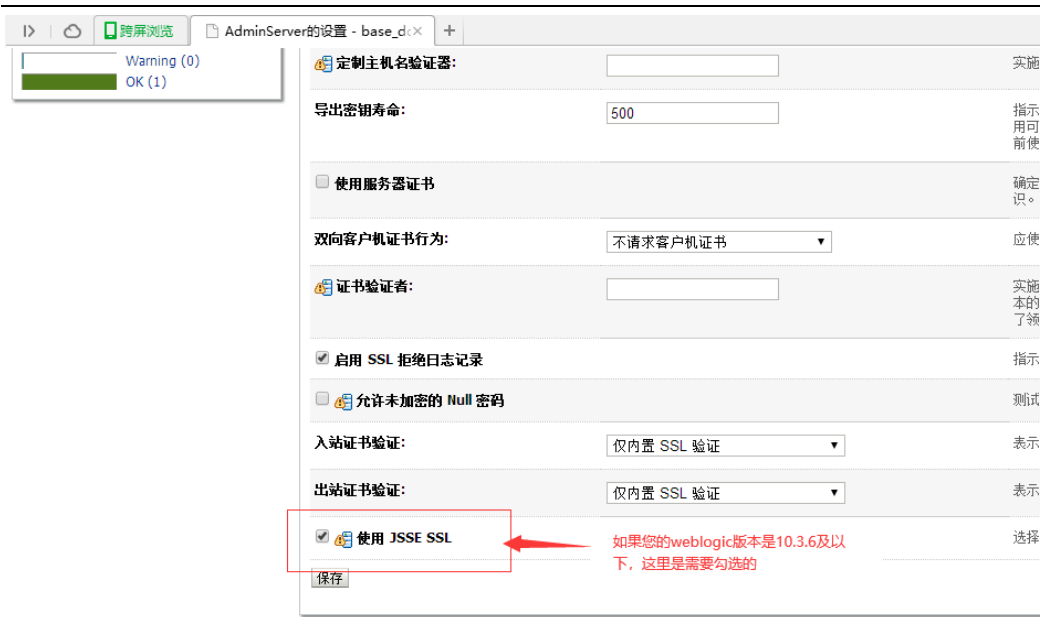 跨屏浏览
AdminServer的设置 - base_d
Warning (0)
OK (1)
定制主机名验证器:
实施
导出密钥寿命:
500
指示
用可
前使
使用服务器证书
确定
识。
双向客户机证书行为:
不请求客户机证书
应使
证书验证者:
实施
本的
了领
启用 SSL 拒绝日志记录
指示
允许未加密的 Null 密码
测试
入站证书验证:
仅内置 SSL 验证
表示
出站证书验证:
仅内置 SSL 验证
表示
使用 JSSE SSL
如果您的weblogic版本是10.3.6及以
下，这里是需要勾选的
选择
保存